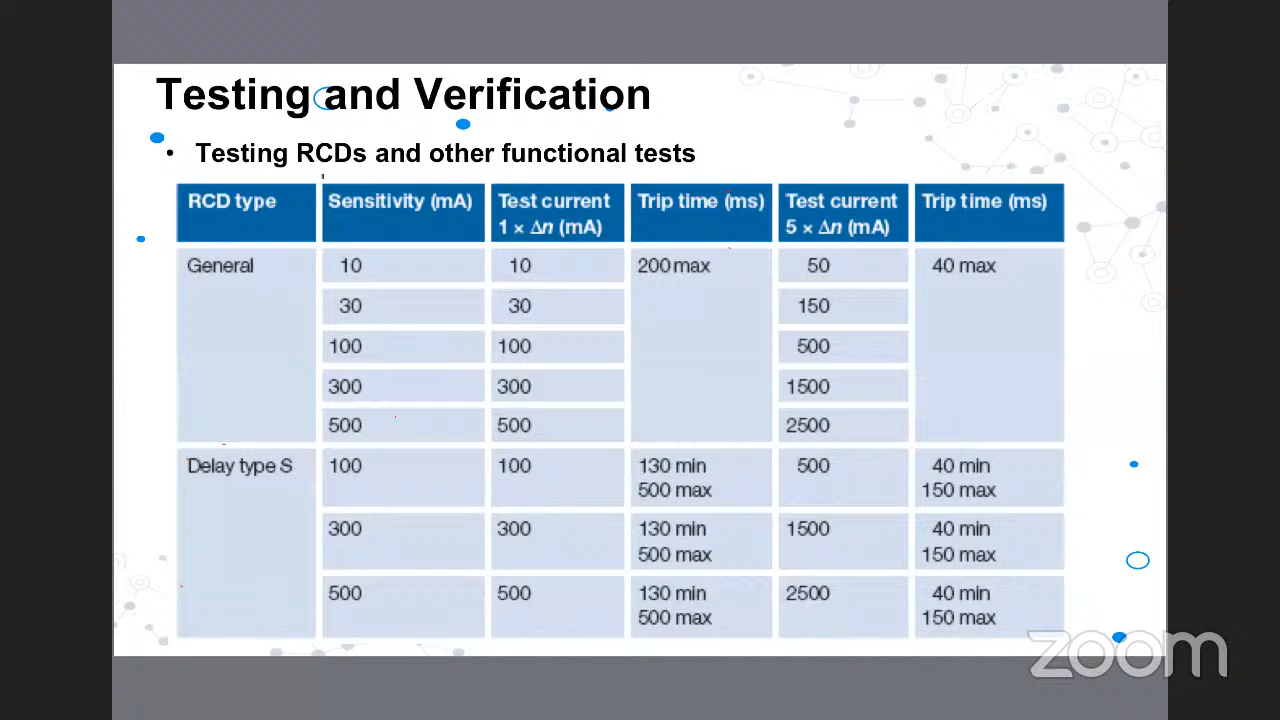 Testing and Verification
• Testing RCDs and other functional tests
RCD type Sensitivity (mA) Test current 1 × Δn (mA) Trip time (ms) Test current 5 × Δn (mA) Trip time (ms)
General 10 10 200 max 50 40 max
30 30 150
100 100 500
300 300 1500
500 500 2500
Delay type S 100 100 130 min 500 max 500 40 min 150 max
300 300 130 min 500 max 1500 40 min 150 max
500 500 130 min 500 max 2500 40 min 150 max
zoom